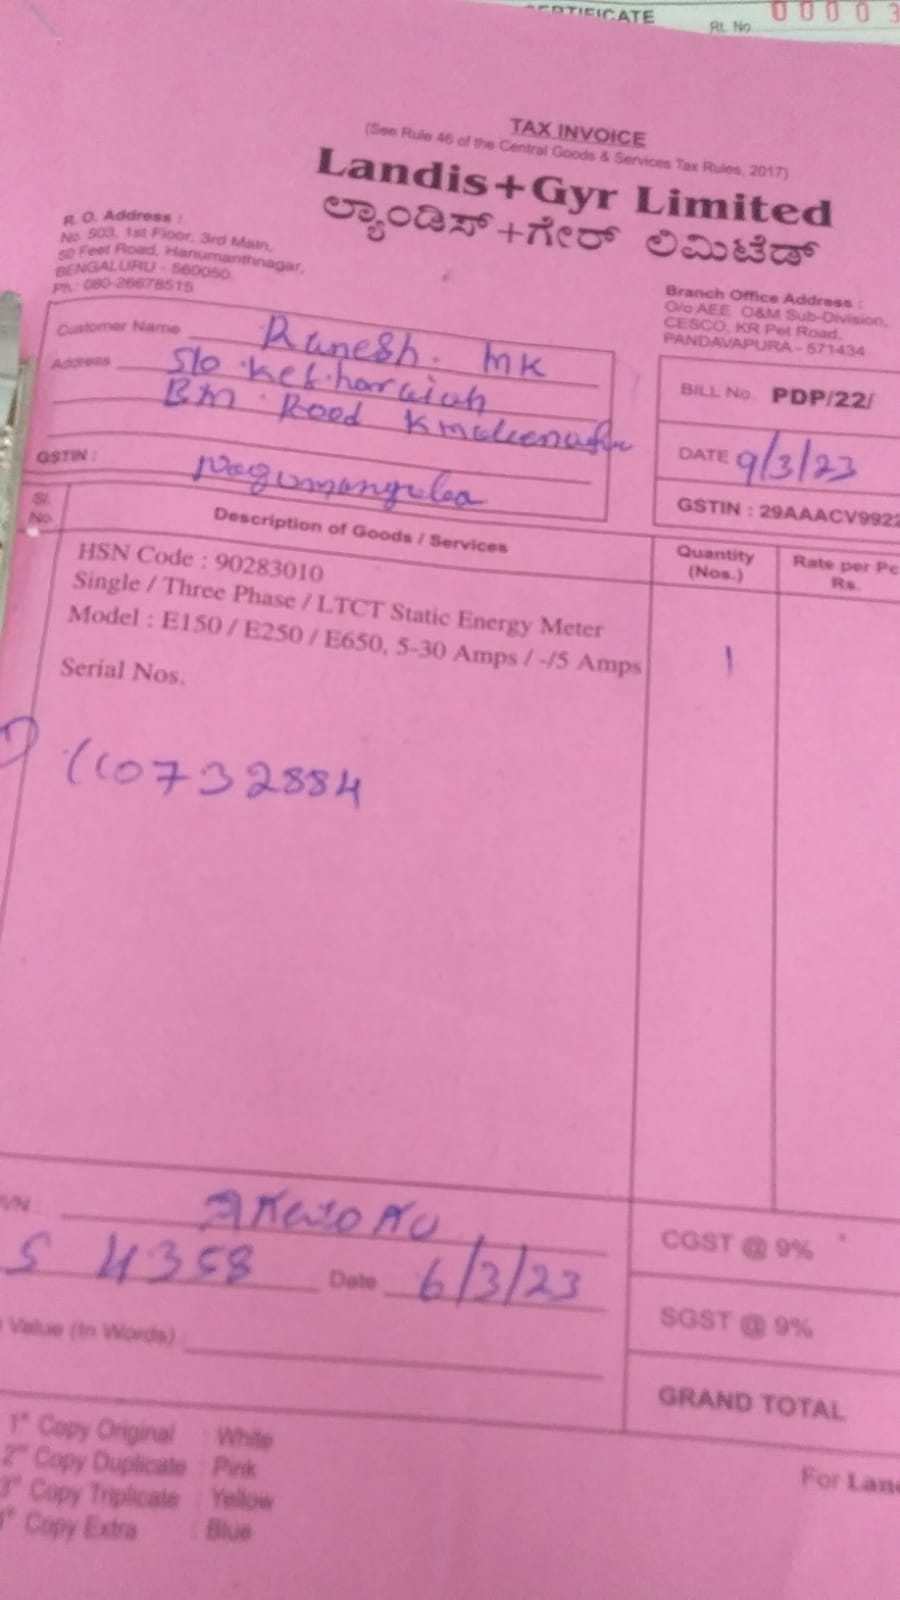 CERTIFICATE
RI. No. 00003
TAX INVOICE
(See Rule 46 of the Central Goods & Services Tax Rules, 2017)
Landis+Gyr Limited
ಲ್ಯಾಂಡಿಸ್+ಗೇರ್ ಲಿಮಿಟೆಡ್
R. O. Address :
No. 503, 1st Floor, 3rd Main,
50 Feet Road, Hanumanthnagar,
BENGALURU - 560050.
Ph.: 080-26678515
Branch Office Address :
O/o AEE O&M Sub-Division,
CESCO, KR Pet Road,
PANDAVAPURA - 571434
Customer Name MK
Address S/o
BM Road
GSTIN :
BILL No. PDP/22/
DATE 9/3/23
GSTIN : 29AAACV9922
Sl. No.
Description of Goods / Services
Quantity (Nos.)
Rate per Pc Rs.
HSN Code : 90283010
Single / Three Phase / LTCT Static Energy Meter
Model : E150 / E250 / E650, 5-30 Amps / -/5 Amps
1
Serial Nos.
07732884
S 4358 Date 6/3/23
Value (In Words)
CGST @ 9%
SGST @ 9%
GRAND TOTAL
1st Copy Original : White
Copy Duplicate : Pink
Copy Triplicate : Yellow
Copy Extra : Blue
For Lan